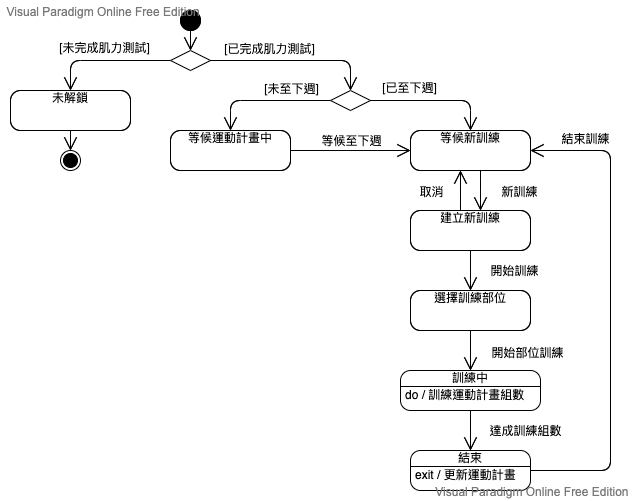 Visual Paradigm Online Free Edition
[未完成肌力測試]
[已完成肌力測試]
[未至下週]
[已至下週]
未解鎖
等候運動計畫中
等候至下週
等候新訓練
結束訓練
取消
新訓練
建立新訓練
開始訓練
選擇訓練部位
開始部位訓練
訓練中
do / 訓練運動計畫組數
達成訓練組數
結束
exit / 更新運動計畫
Visual Paradigm Online Free Edition